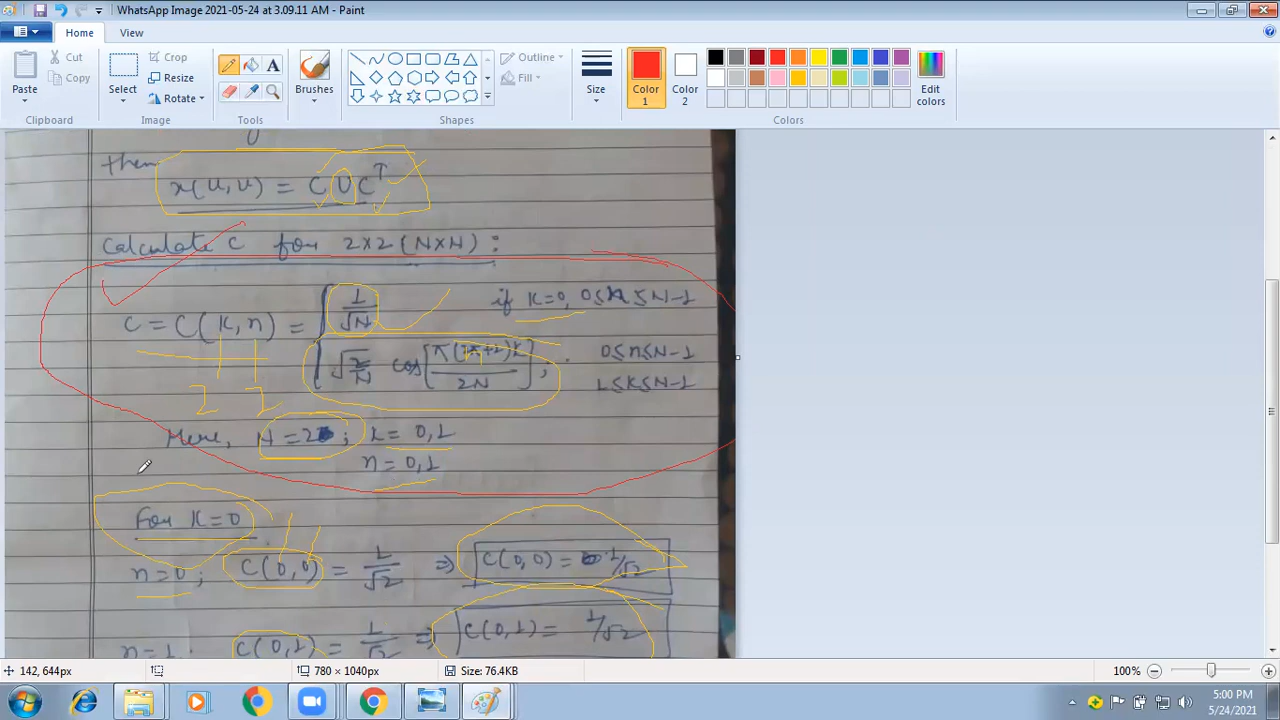 WhatsApp Image 2021-05-24 at 3.09.11 AM - Paint
Home View
Paste
Cut
Copy
Clipboard
Select
Crop
Resize
Rotate
Image
A
Tools
Brushes
Outline
Fill
Shapes
Size
Color 1
Color 2
Edit colors
Colors
then
x(u,v) = C U Cᵀ
Calculate C for 2×2 (N×N) :
C = C(k,n) = { 1/√N if k=0, 0≤n≤N-1
√2/N cos[π(2n+1)k / 2N] ; 0≤n≤N-1
1≤k≤N-1
Here, N=2 ; k = 0,1
n = 0,1
For k=0
n=0; C(0,0) = 1/√2 ⇒ C(0,0) = 1/√2
n=1 C(0,1) = 1/√2 ⇒ C(0,1) = 1/√2
142, 644px
780 × 1040px
Size: 76.4KB
100%
5:00 PM
5/24/2021